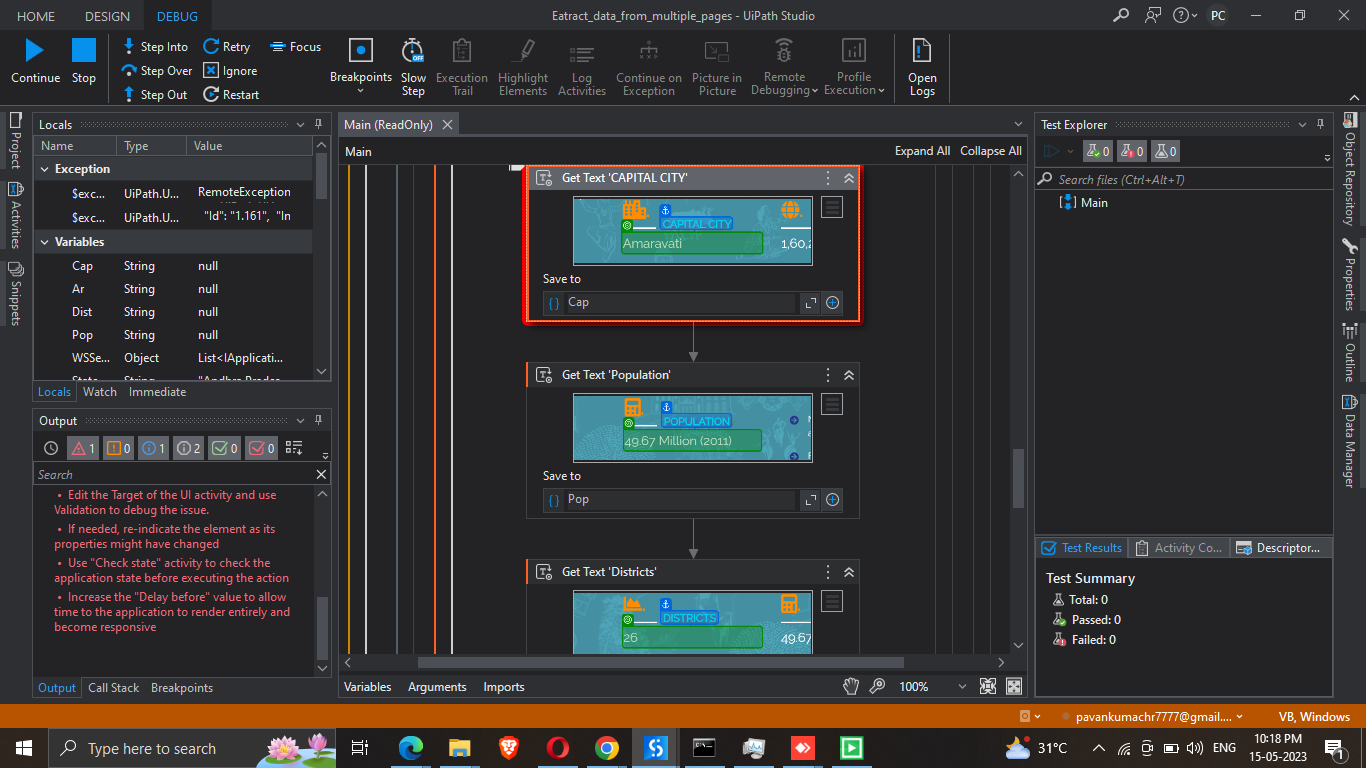 HOME DESIGN DEBUG
Eatract_data_from_multiple_pages - UiPath Studio
PC
Continue
Stop
Step Into
Step Over
Step Out
Retry
Ignore
Restart
Focus
Breakpoints
Slow Step
OFF
Execution Trail
Highlight Elements
Log Activities
Continue on Exception
Picture in Picture
Remote Debugging
Profile Execution
Open Logs
Project
Activities
Snippets
Locals
Name Type Value
Exception
$exc... UiPath.U... RemoteException
$exc... UiPath.U... "Id": "1.161", "In
Variables
Cap String null
Ar String null
Dist String null
Pop String null
WSSe... Object List<IApplicati...
Locals Watch Immediate
Output
1 0 1 2 0 0
Search
• Edit the Target of the UI activity and use
Validation to debug the issue.
• If needed, re-indicate the element as its
properties might have changed
• Use "Check state" activity to check the
application state before executing the action
• Increase the "Delay before" value to allow
time to the application to render entirely and
become responsive
Output Call Stack Breakpoints
Main (ReadOnly)
Main
Expand All Collapse All
Get Text 'CAPITAL CITY'
CAPITAL CITY
Amaravati
1,60,2
Save to
Cap
Get Text 'Population'
POPULATION
49.67 Million (2011)
Save to
Pop
Get Text 'Districts'
DISTRICTS
26
49.67
Variables Arguments Imports
100%
Test Explorer
0 0 0
Search files (Ctrl+Alt+T)
Main
Test Results Activity Co... Descriptor...
Test Summary
Total: 0
Passed: 0
Failed: 0
Object Repository
Properties
Outline
Data Manager
pavankumachr7777@gmail....
VB, Windows
Type here to search
31°C
ENG
10:18 PM
15-05-2023
1